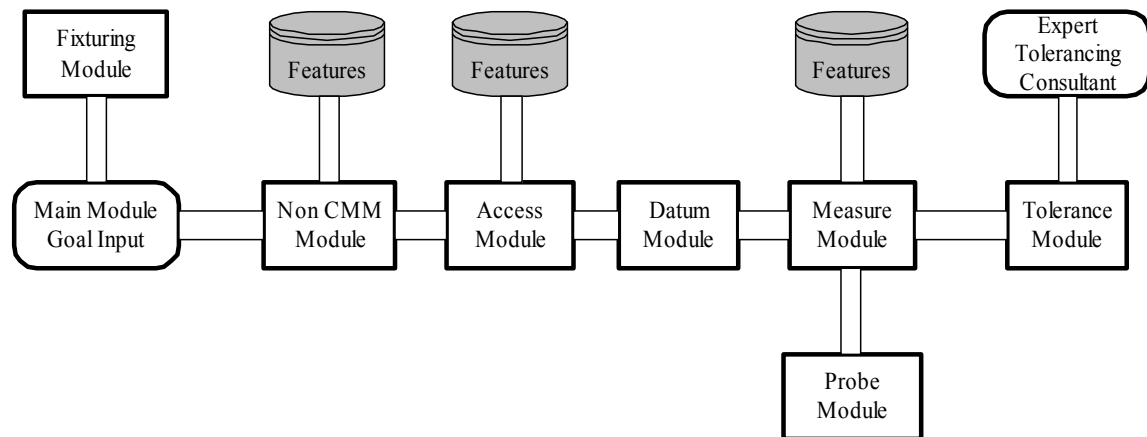 Fixturing
Module
Features
Features
Features
Expert
Tolerancing
Consultant
Main Module
Goal Input
Non CMM
Module
Access
Module
Datum
Module
Measure
Module
Tolerance
Module
Probe
Module